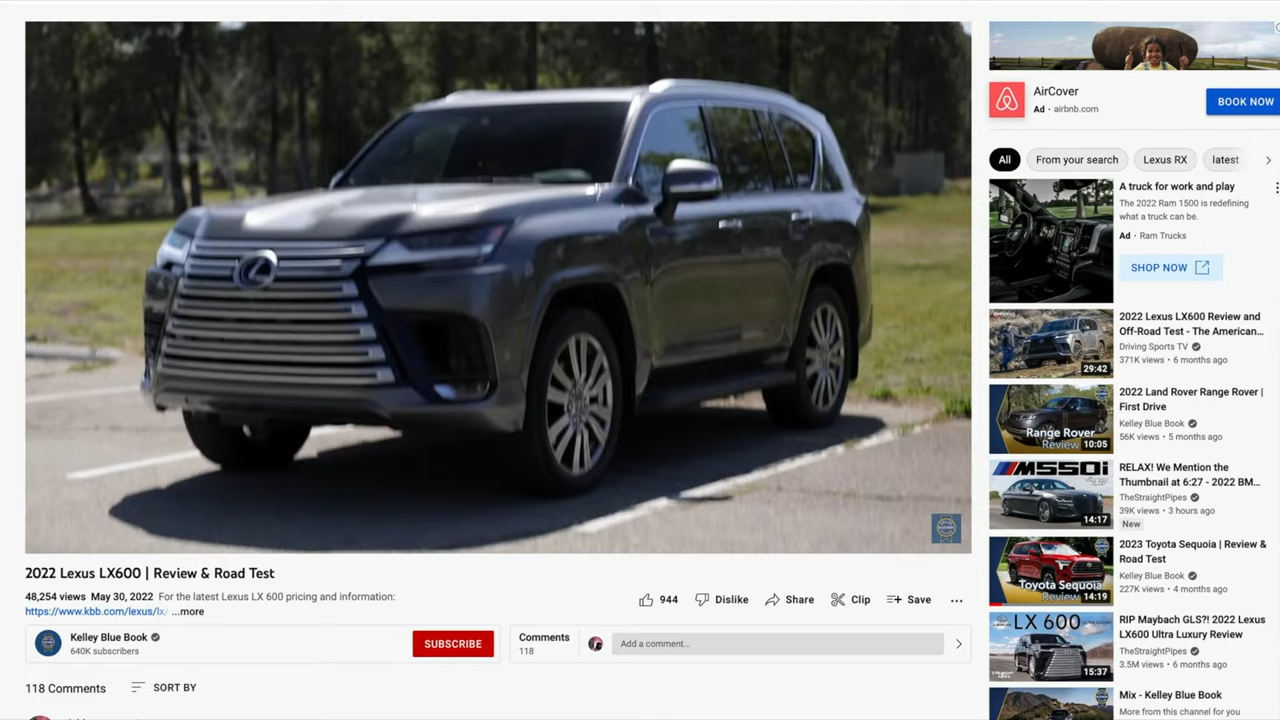 2022 Lexus LX600 | Review & Road Test
48,254 views May 30, 2022 For the latest Lexus LX 600 pricing and information:
https://www.kbb.com/lexus/lx/ ...more
944
Dislike
Share
Clip
Save
Kelley Blue Book
640K subscribers
SUBSCRIBE
Comments
118
Add a comment...
118 Comments
SORT BY
AirCover
Ad · airbnb.com
BOOK NOW
All
From your search
Lexus RX
latest
A truck for work and play
The 2022 Ram 1500 is redefining
what a truck can be.
Ad · Ram Trucks
SHOP NOW
29:42
2022 Lexus LX600 Review and
Off-Road Test - The American...
Driving Sports TV
371K views · 6 months ago
Range Rover
Review
10:05
2022 Land Rover Range Rover |
First Drive
Kelley Blue Book
56K views · 5 months ago
M550i
14:17
RELAX! We Mention the
Thumbnail at 6:27 - 2022 BM...
TheStraightPipes
39K views · 3 hours ago
New
Toyota Sequoia
Review
14:19
2023 Toyota Sequoia | Review &
Road Test
Kelley Blue Book
227K views · 4 months ago
LX 600
15:37
RIP Maybach GLS?! 2022 Lexus
LX600 Ultra Luxury Review
TheStraightPipes
3.5M views · 6 months ago
Mix - Kelley Blue Book
More from this channel for you